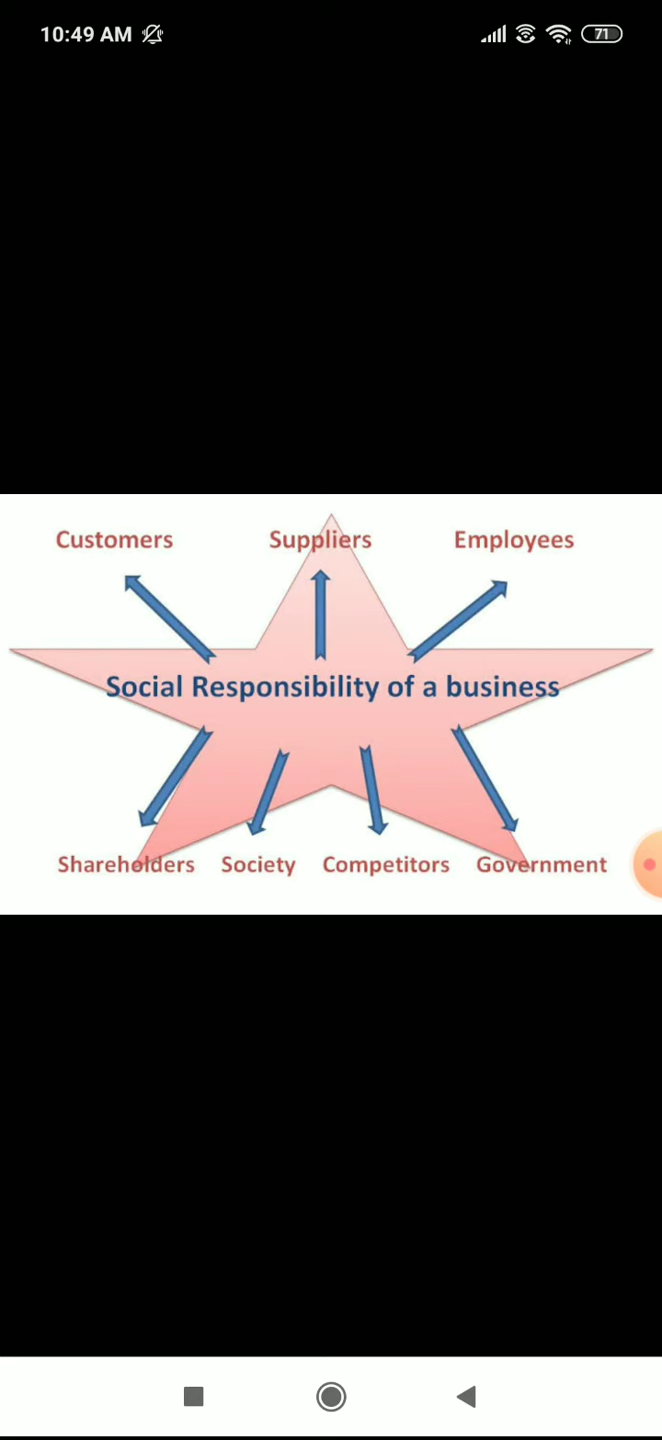 10:49 AM
71
Customers Suppliers Employees
Social Responsibility of a business
Shareholders Society Competitors Government